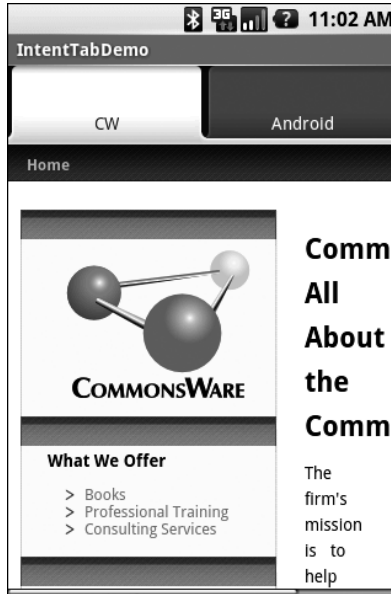 3G 11:02 AM
IntentTabDemo
CW Android
Home
COMMONSWARE
What We Offer
> Books
> Professional Training
> Consulting Services
Comm
All
About
the
Comm
The
firm's
mission
is to
help